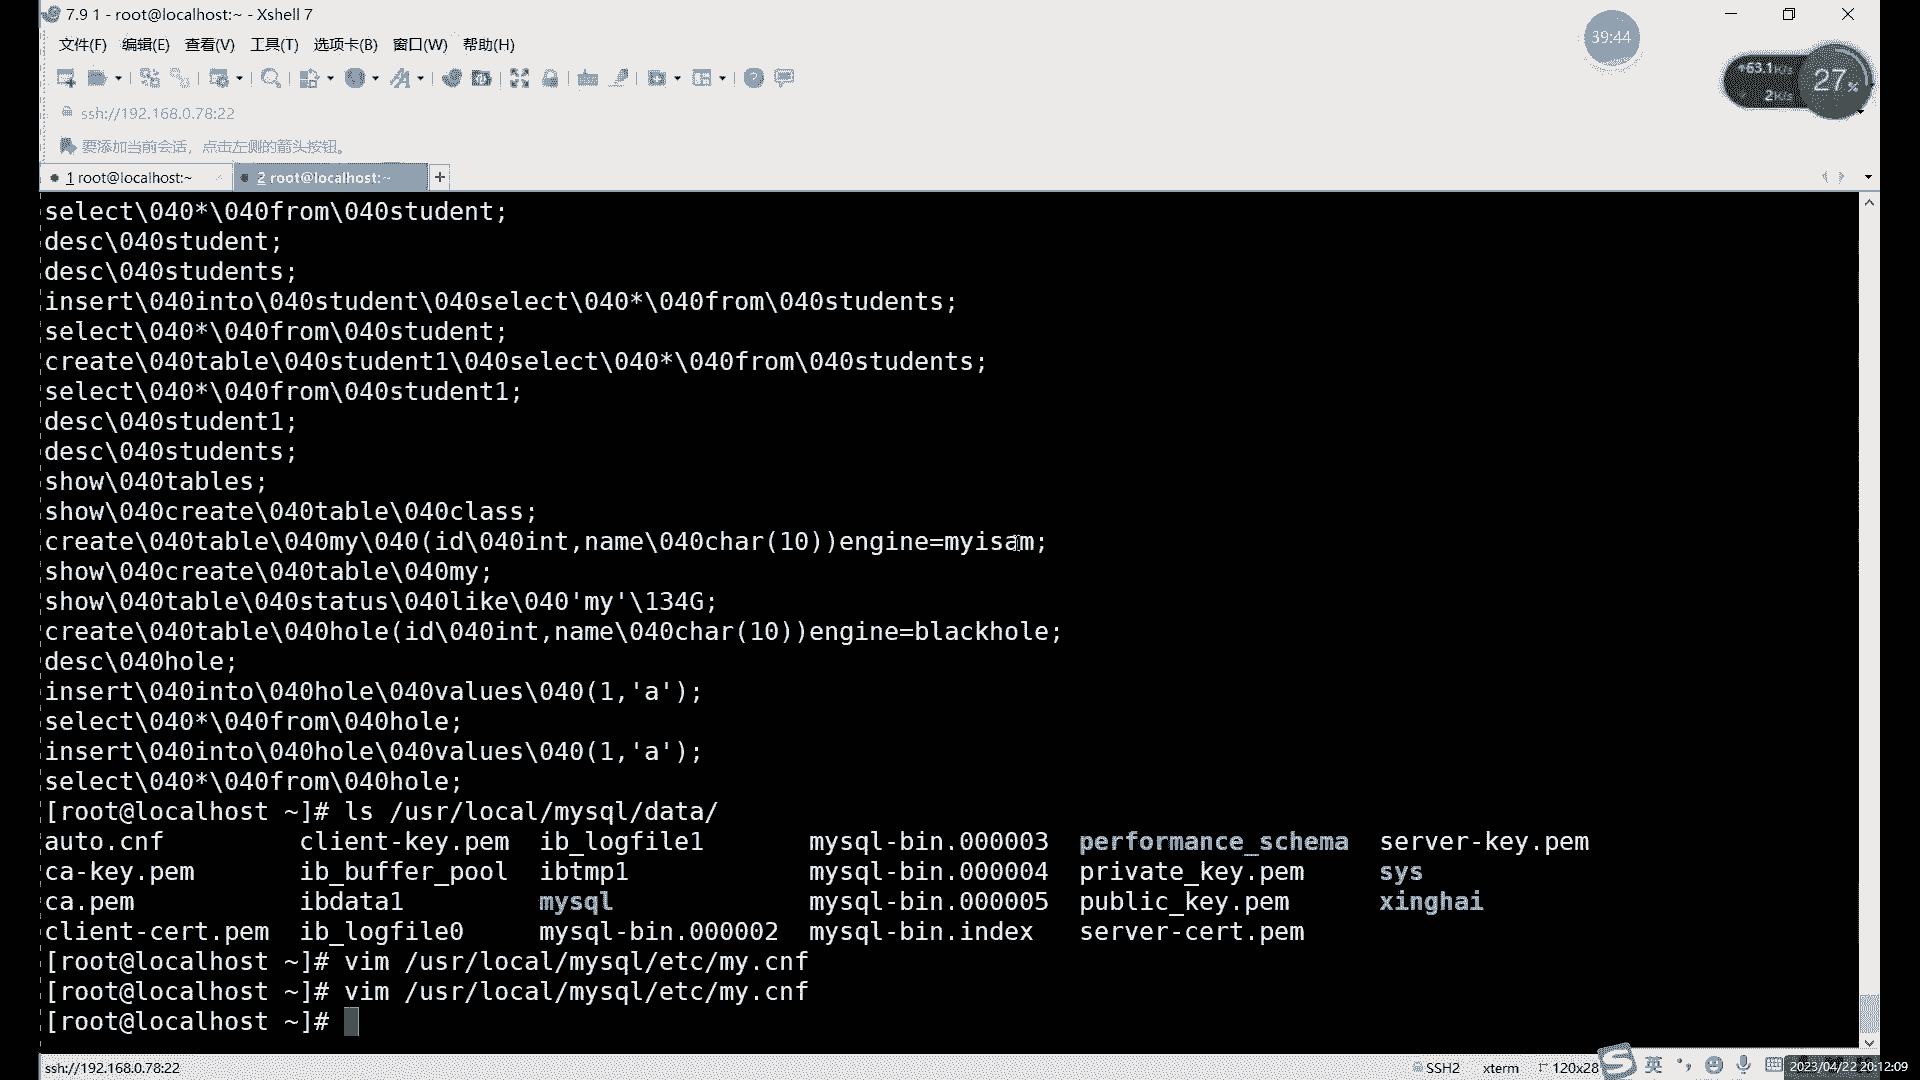 7.9 1 - root@localhost:~ - Xshell 7
文件(F) 编辑(E) 查看(V) 工具(T) 选项卡(B) 窗口(W) 帮助(H)
39:44
+63.1K/s
2K/s
27%
ssh://192.168.0.78:22
要添加当前会话，点击左侧的箭头按钮。
1 root@localhost:~ 2 root@localhost:~ +
select\040*\040from\040student;
desc\040student;
desc\040students;
insert\040into\040student\040select\040*\040from\040students;
select\040*\040from\040student;
create\040table\040student1\040select\040*\040from\040students;
select\040*\040from\040student1;
desc\040student1;
desc\040students;
show\040tables;
show\040create\040table\040class;
create\040table\040my\040(id\040int,name\040char(10))engine=myisam;
show\040create\040table\040my;
show\040table\040status\040like\040'my'\134G;
create\040table\040hole(id\040int,name\040char(10))engine=blackhole;
desc\040hole;
insert\040into\040hole\040values\040(1,'a');
select\040*\040from\040hole;
insert\040into\040hole\040values\040(1,'a');
select\040*\040from\040hole;
[root@localhost ~]# ls /usr/local/mysql/data/
auto.cnf client-key.pem ib_logfile1 mysql-bin.000003 performance_schema server-key.pem
ca-key.pem ib_buffer_pool ibtmp1 mysql-bin.000004 private_key.pem sys
ca.pem ibdata1 mysql mysql-bin.000005 public_key.pem xinghai
client-cert.pem ib_logfile0 mysql-bin.000002 mysql-bin.index server-cert.pem
[root@localhost ~]# vim /usr/local/mysql/etc/my.cnf
[root@localhost ~]# vim /usr/local/mysql/etc/my.cnf
[root@localhost ~]#
ssh://192.168.0.78:22 SSH2 xterm 120x28 英 2023/04/22 20:12:09